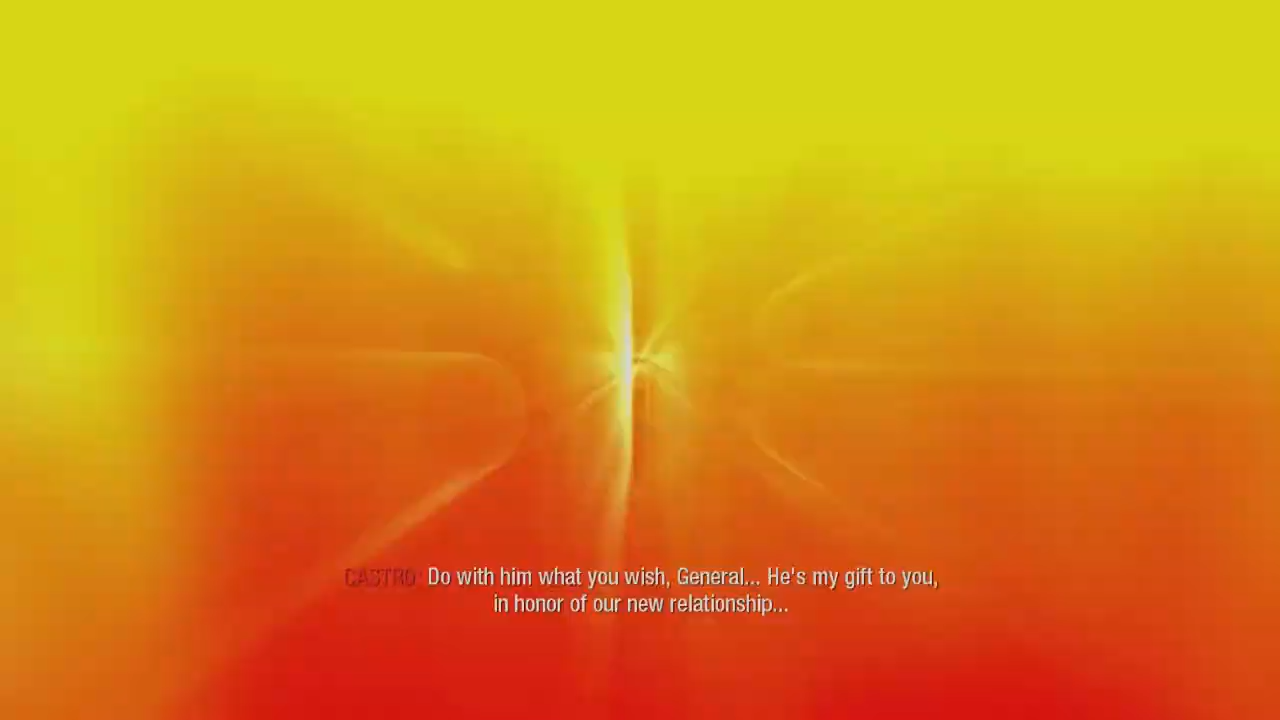 CASTRO: Do with him what you wish, General... He's my gift to you,
in honor of our new relationship...